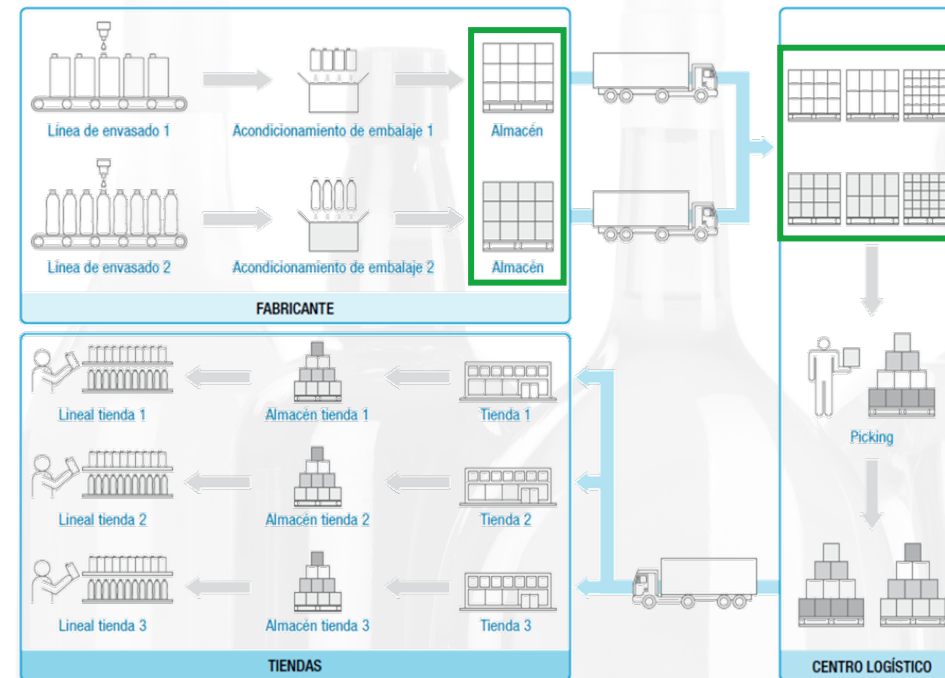 Línea de envasado 1
Acondicionamiento de embalaje 1
Almacén
Línea de envasado 2
Acondicionamiento de embalaje 2
Almacén
FABRICANTE
Lineal tienda 1
Almacén tienda 1
Tienda 1
Lineal tienda 2
Almacén tienda 2
Tienda 2
Lineal tienda 3
Almacén tienda 3
Tienda 3
TIENDAS
Picking
CENTRO LOGÍSTICO